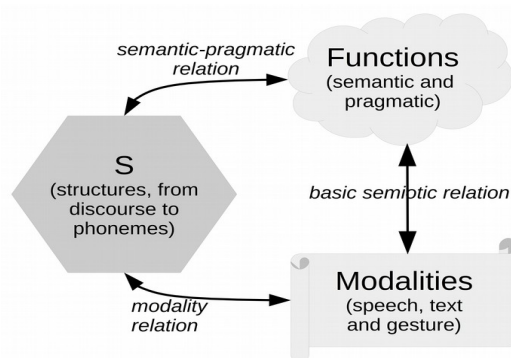 semantic-pragmatic
relation
Functions
(semantic and
pragmatic)
S
(structures, from
discourse to
phonemes)
basic semiotic relation
modality
relation
Modalities
(speech, text
and gesture)